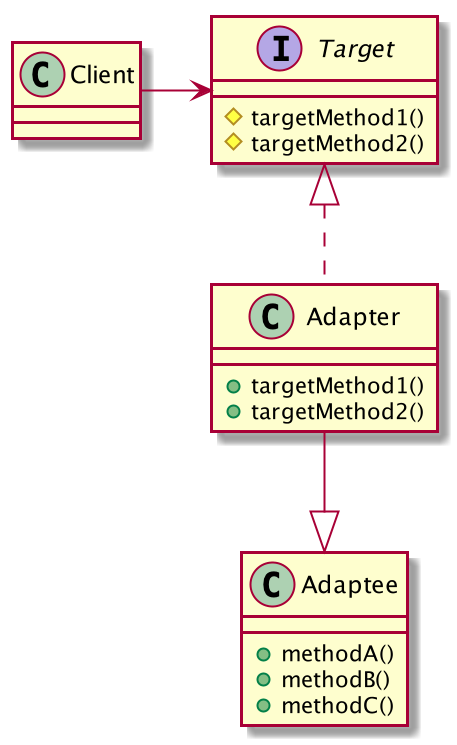 C Client
I Target
targetMethod1()
targetMethod2()
C Adapter
targetMethod1()
targetMethod2()
C Adaptee
methodA()
methodB()
methodC()